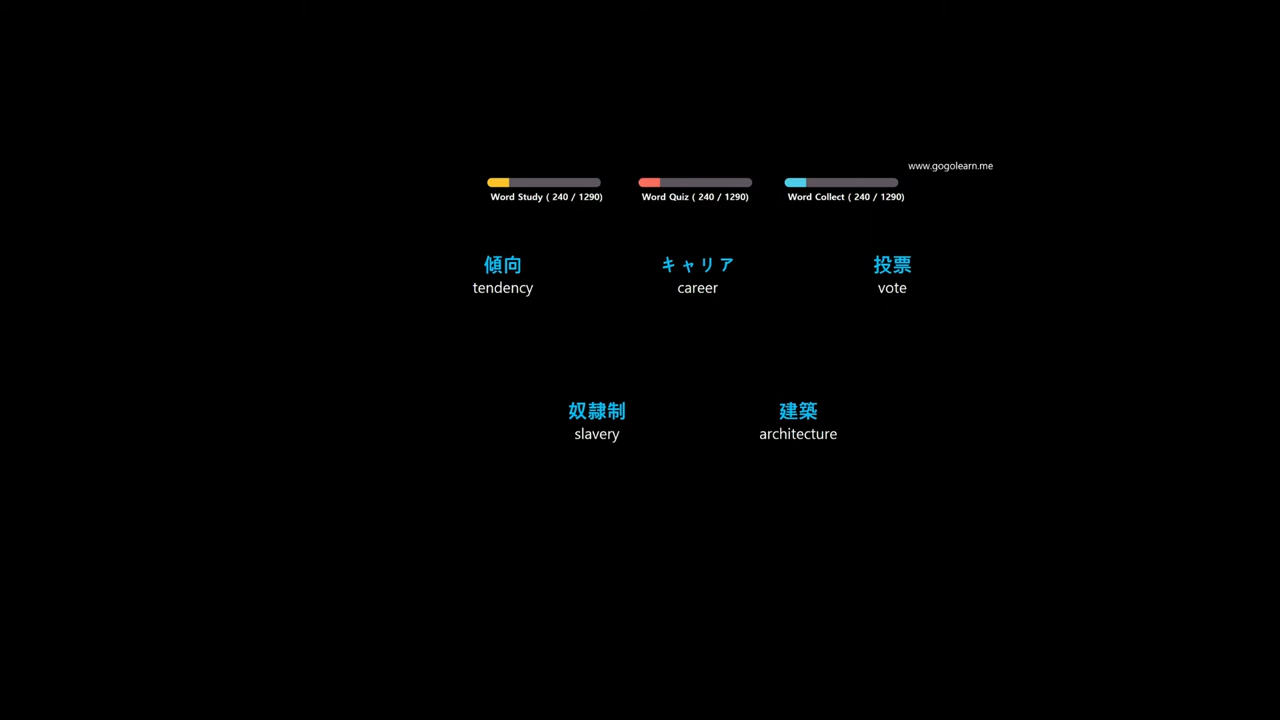 www.gogolearn.me
Word Study ( 240 / 1290)
Word Quiz ( 240 / 1290)
Word Collect ( 240 / 1290)
傾向
tendency
キャリア
career
投票
vote
奴隷制
slavery
建築
architecture